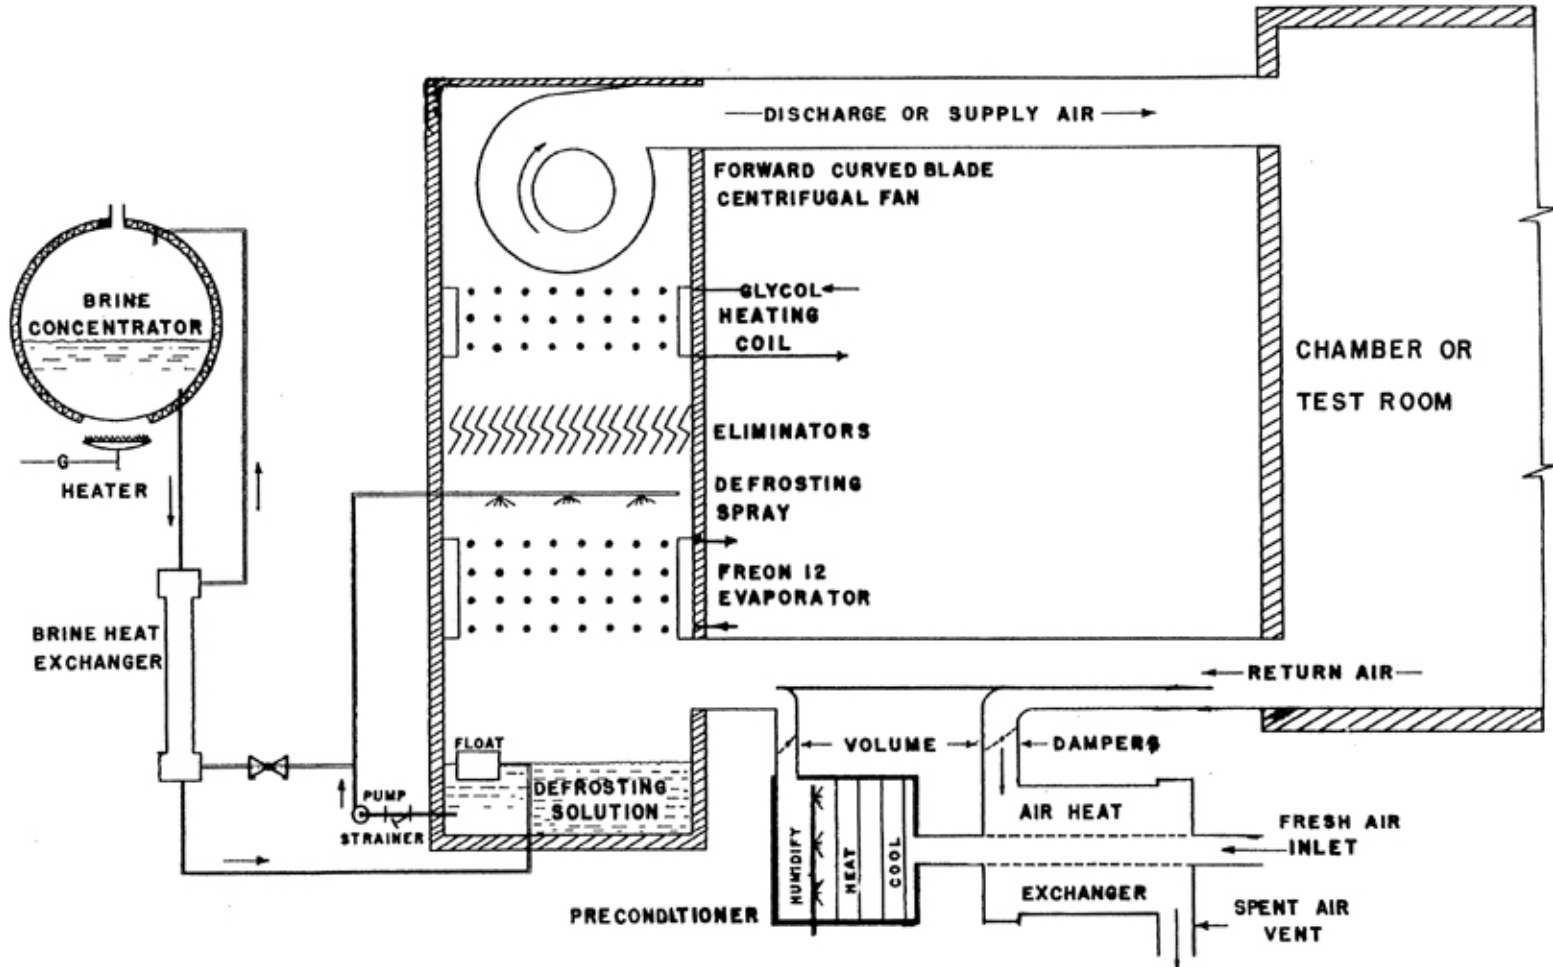 DISCHARGE OR SUPPLY AIR
FORWARD CURVED BLADE
CENTRIFUGAL FAN
BRINE
CONCENTRATOR
GLYCOL
HEATING
COIL
CHAMBER OR
TEST ROOM
ELIMINATORS
G
HEATER
DEFROSTING
SPRAY
FREON 12
EVAPORATOR
BRINE HEAT
EXCHANGER
RETURN AIR
FLOAT
VOLUME
DAMPERS
DEFROSTING
SOLUTION
PUMP
STRAINER
AIR HEAT
EXCHANGER
FRESH AIR
INLET
HUMIDIFY
HEAT
COOL
PRECONDITIONER
SPENT AIR
VENT